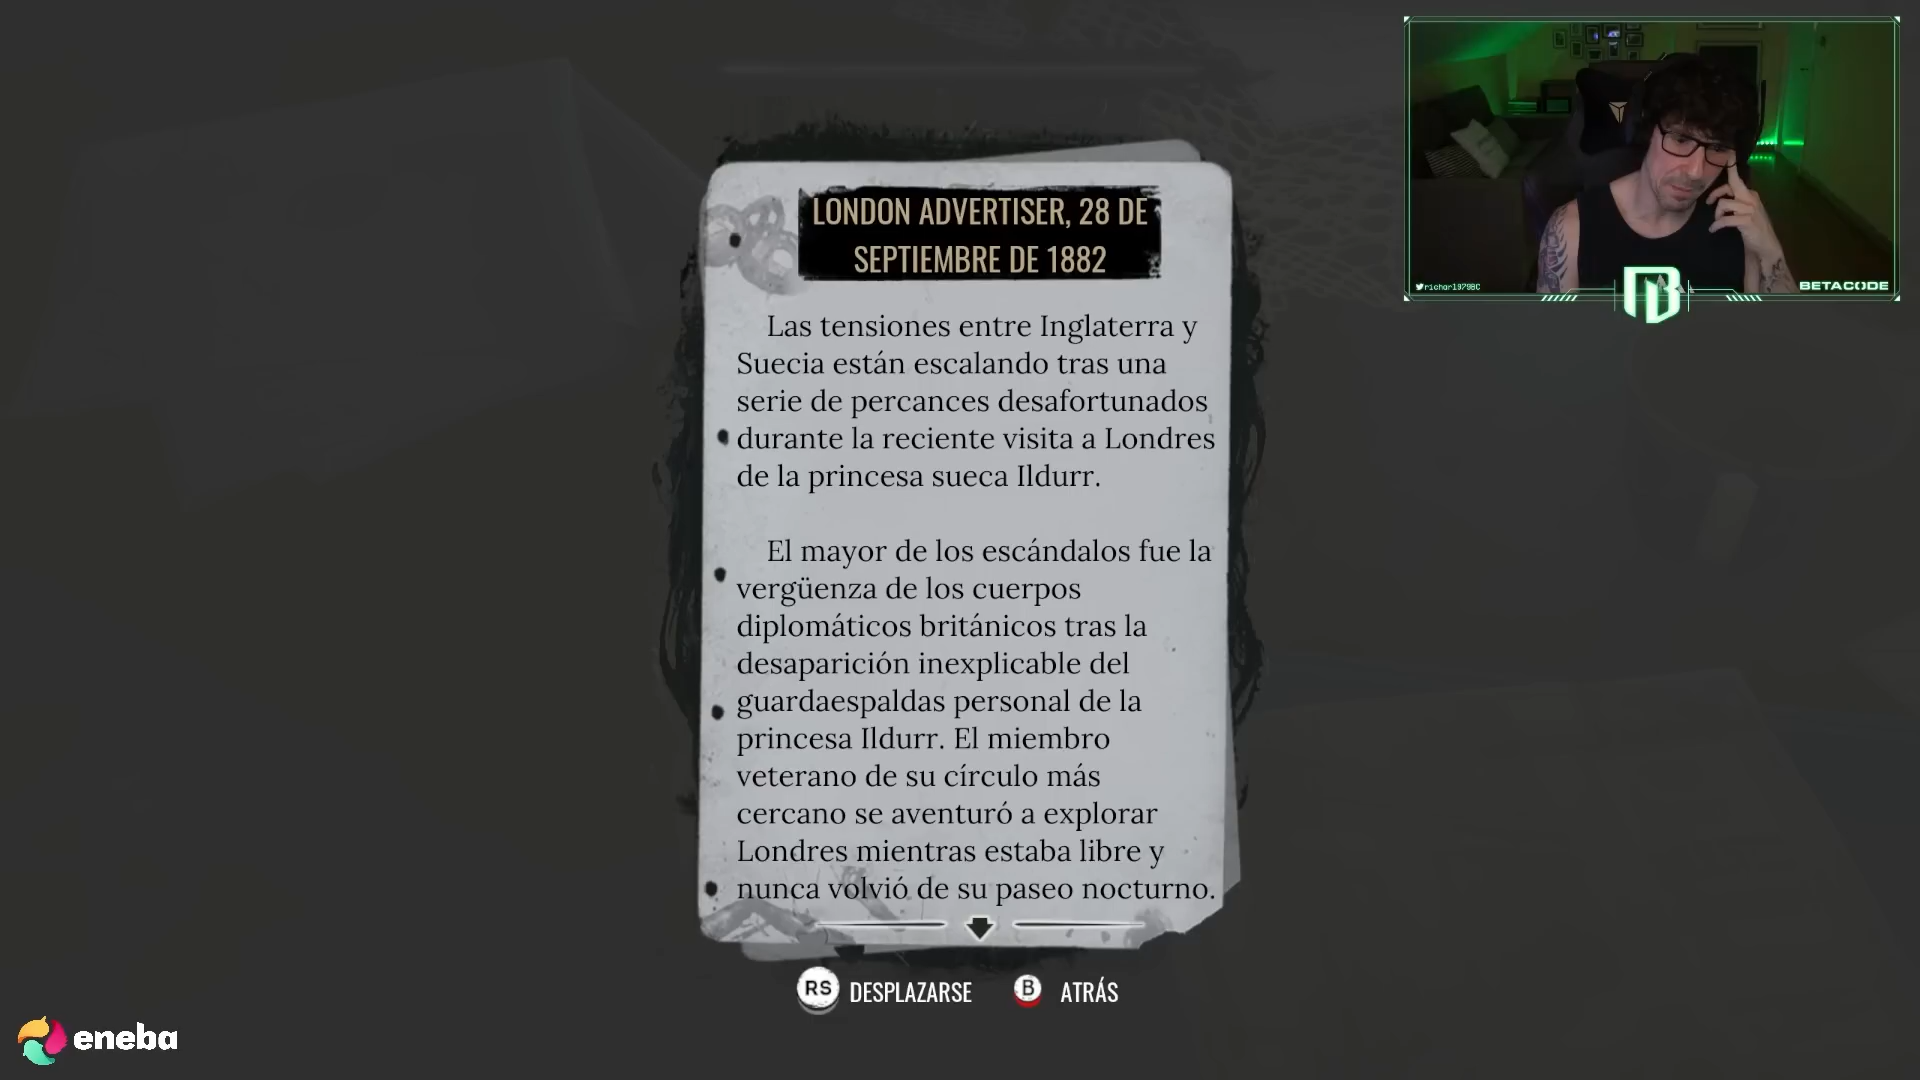 LONDON ADVERTISER, 28 DE
SEPTIEMBRE DE 1882
Las tensiones entre Inglaterra y
Suecia están escalando tras una
serie de percances desafortunados
durante la reciente visita a Londres
de la princesa sueca Ildurr.
El mayor de los escándalos fue la
vergüenza de los cuerpos
diplomáticos británicos tras la
desaparición inexplicable del
guardaespaldas personal de la
princesa Ildurr. El miembro
veterano de su círculo más
cercano se aventuró a explorar
Londres mientras estaba libre y
nunca volvió de su paseo nocturno.
RS DESPLAZARSE B ATRÁS
richar1979BC
BETACODE
eneba